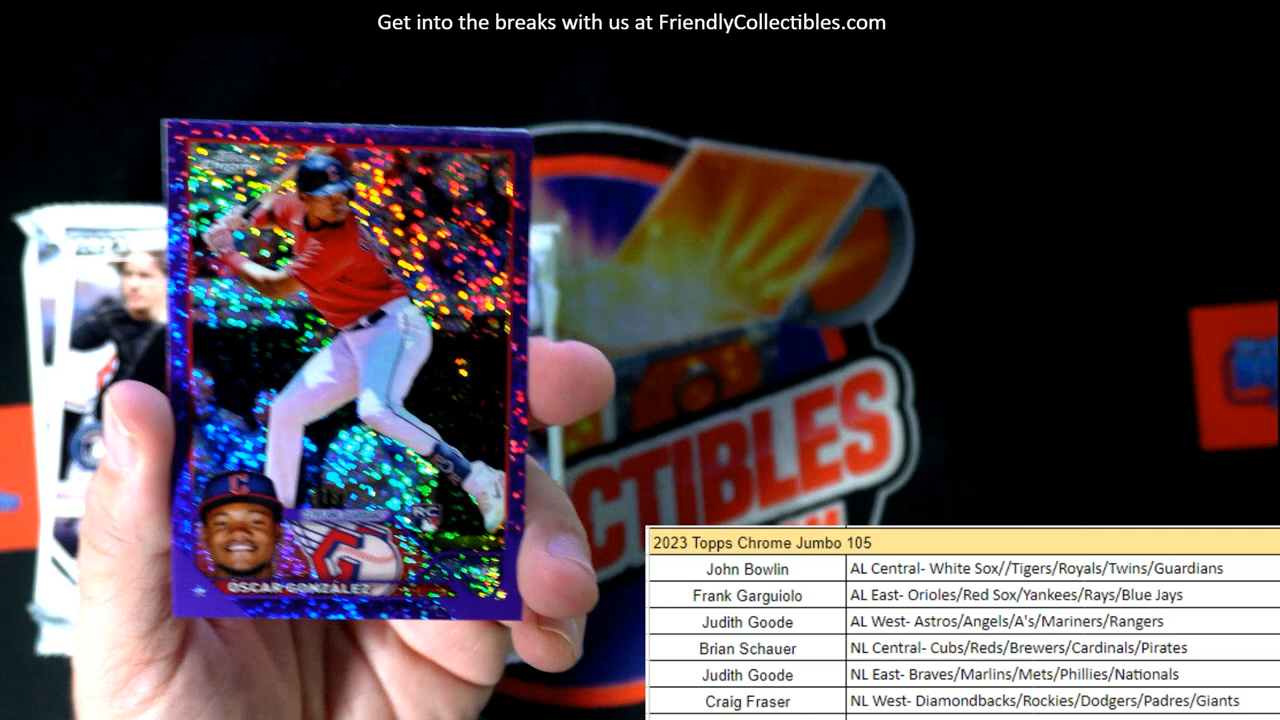 Get into the breaks with us at FriendlyCollectibles.com
C
RC
C
OSCAR GONZÁLEZ
CTIBLES
2023 Topps Chrome Jumbo 105
John Bowlin AL Central- White Sox//Tigers/Royals/Twins/Guardians
Frank Garguiolo AL East- Orioles/Red Sox/Yankees/Rays/Blue Jays
Judith Goode AL West- Astros/Angels/A's/Mariners/Rangers
Brian Schauer NL Central- Cubs/Reds/Brewers/Cardinals/Pirates
Judith Goode NL East- Braves/Marlins/Mets/Phillies/Nationals
Craig Fraser NL West- Diamondbacks/Rockies/Dodgers/Padres/Giants